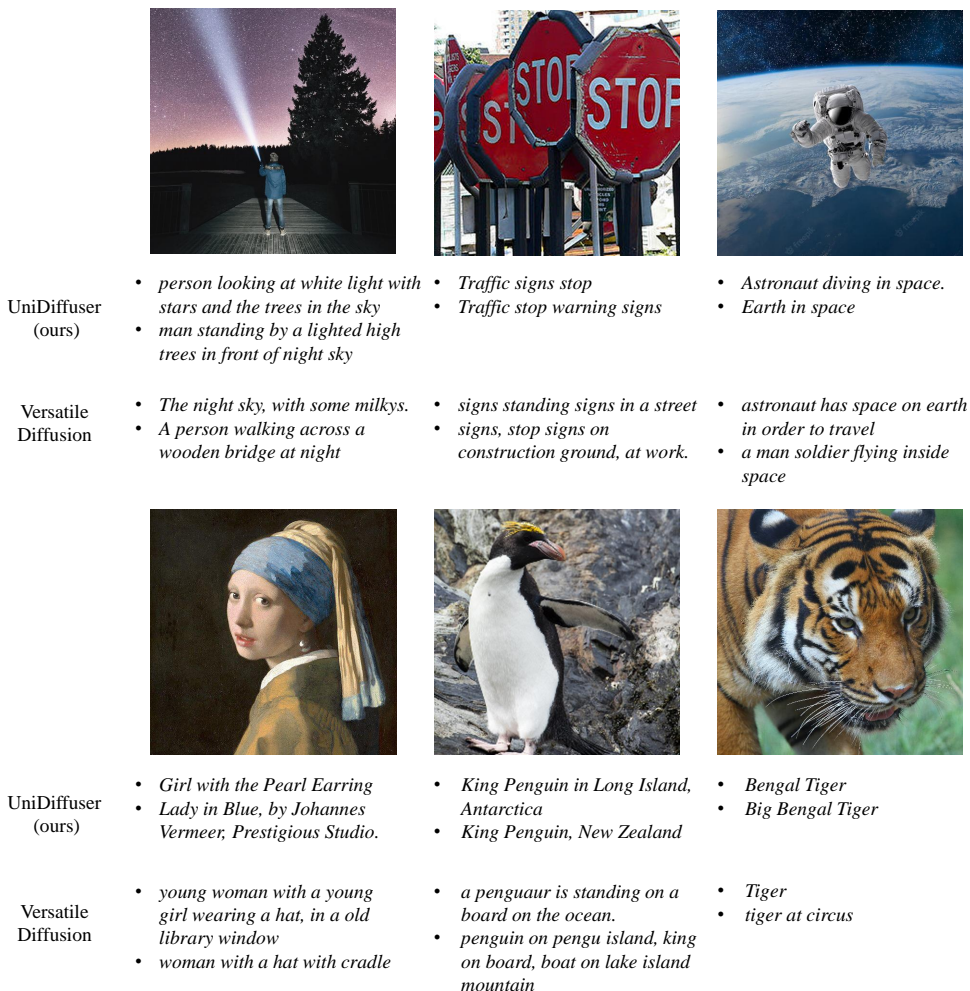 STOP
STOP
ST
UniDiffuser
(ours)
• person looking at white light with
stars and the trees in the sky
• man standing by a lighted high
trees in front of night sky
• Traffic signs stop
• Traffic stop warning signs
• Astronaut diving in space.
• Earth in space
Versatile
Diffusion
• The night sky, with some milkys.
• A person walking across a
wooden bridge at night
• signs standing signs in a street
• signs, stop signs on
construction ground, at work.
• astronaut has space on earth
in order to travel
• a man soldier flying inside
space
UniDiffuser
(ours)
• Girl with the Pearl Earring
• Lady in Blue, by Johannes
Vermeer, Prestigious Studio.
• King Penguin in Long Island,
Antarctica
• King Penguin, New Zealand
• Bengal Tiger
• Big Bengal Tiger
Versatile
Diffusion
• young woman with a young
girl wearing a hat, in a old
library window
• woman with a hat with cradle
• a penguaur is standing on a
board on the ocean.
• penguin on pengu island, king
on board, boat on lake island
mountain
• Tiger
• tiger at circus